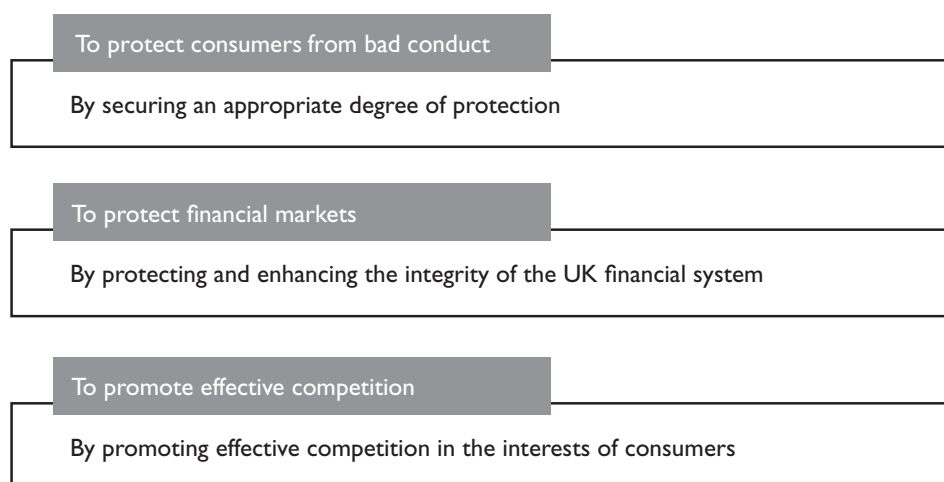 To protect consumers from bad conduct
By securing an appropriate degree of protection
To protect financial markets
By protecting and enhancing the integrity of the UK financial system
To promote effective competition
By promoting effective competition in the interests of consumers